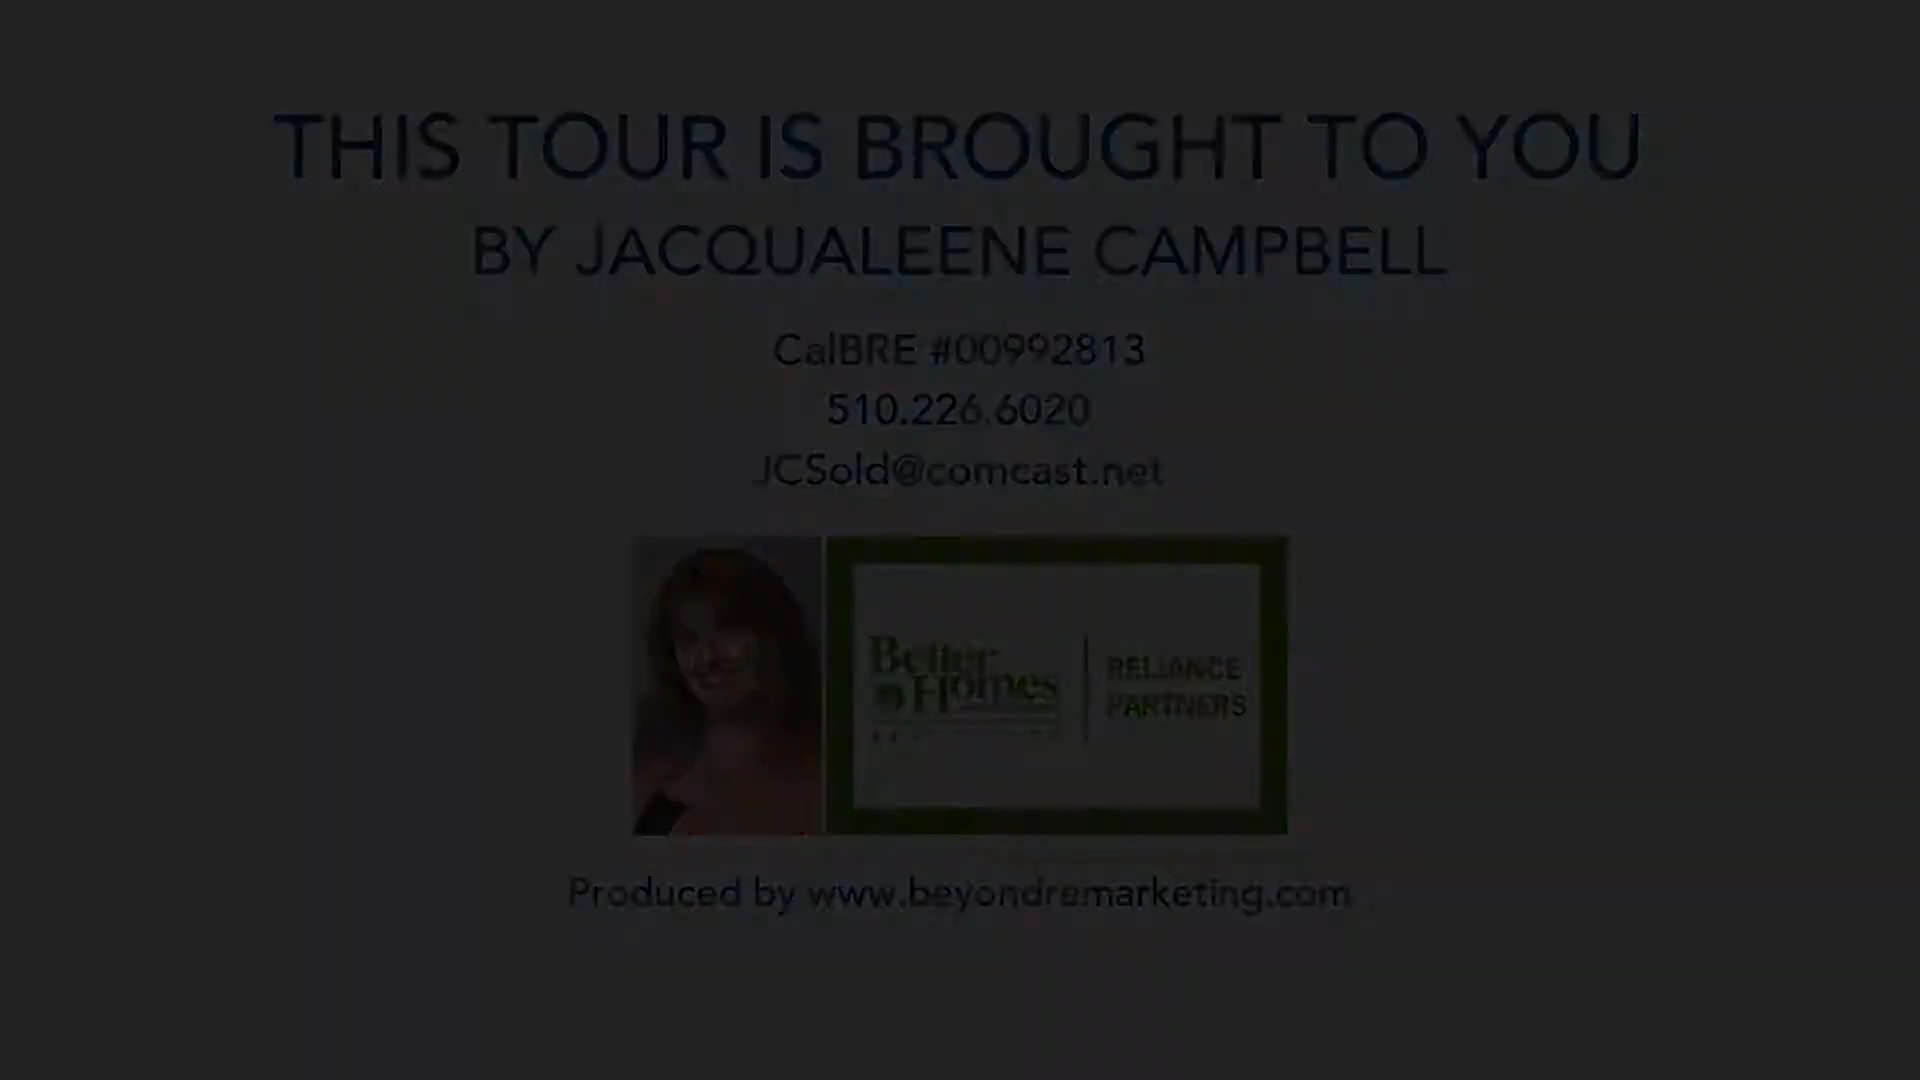 THIS TOUR IS BROUGHT TO YOU
BY JACQUALEENE CAMPBELL
CalBRE #00992813
510.226.6020
JCSold@comcast.net
Better
Homes
RELIANCE
PARTNERS
Produced by www.beyondremarketing.com